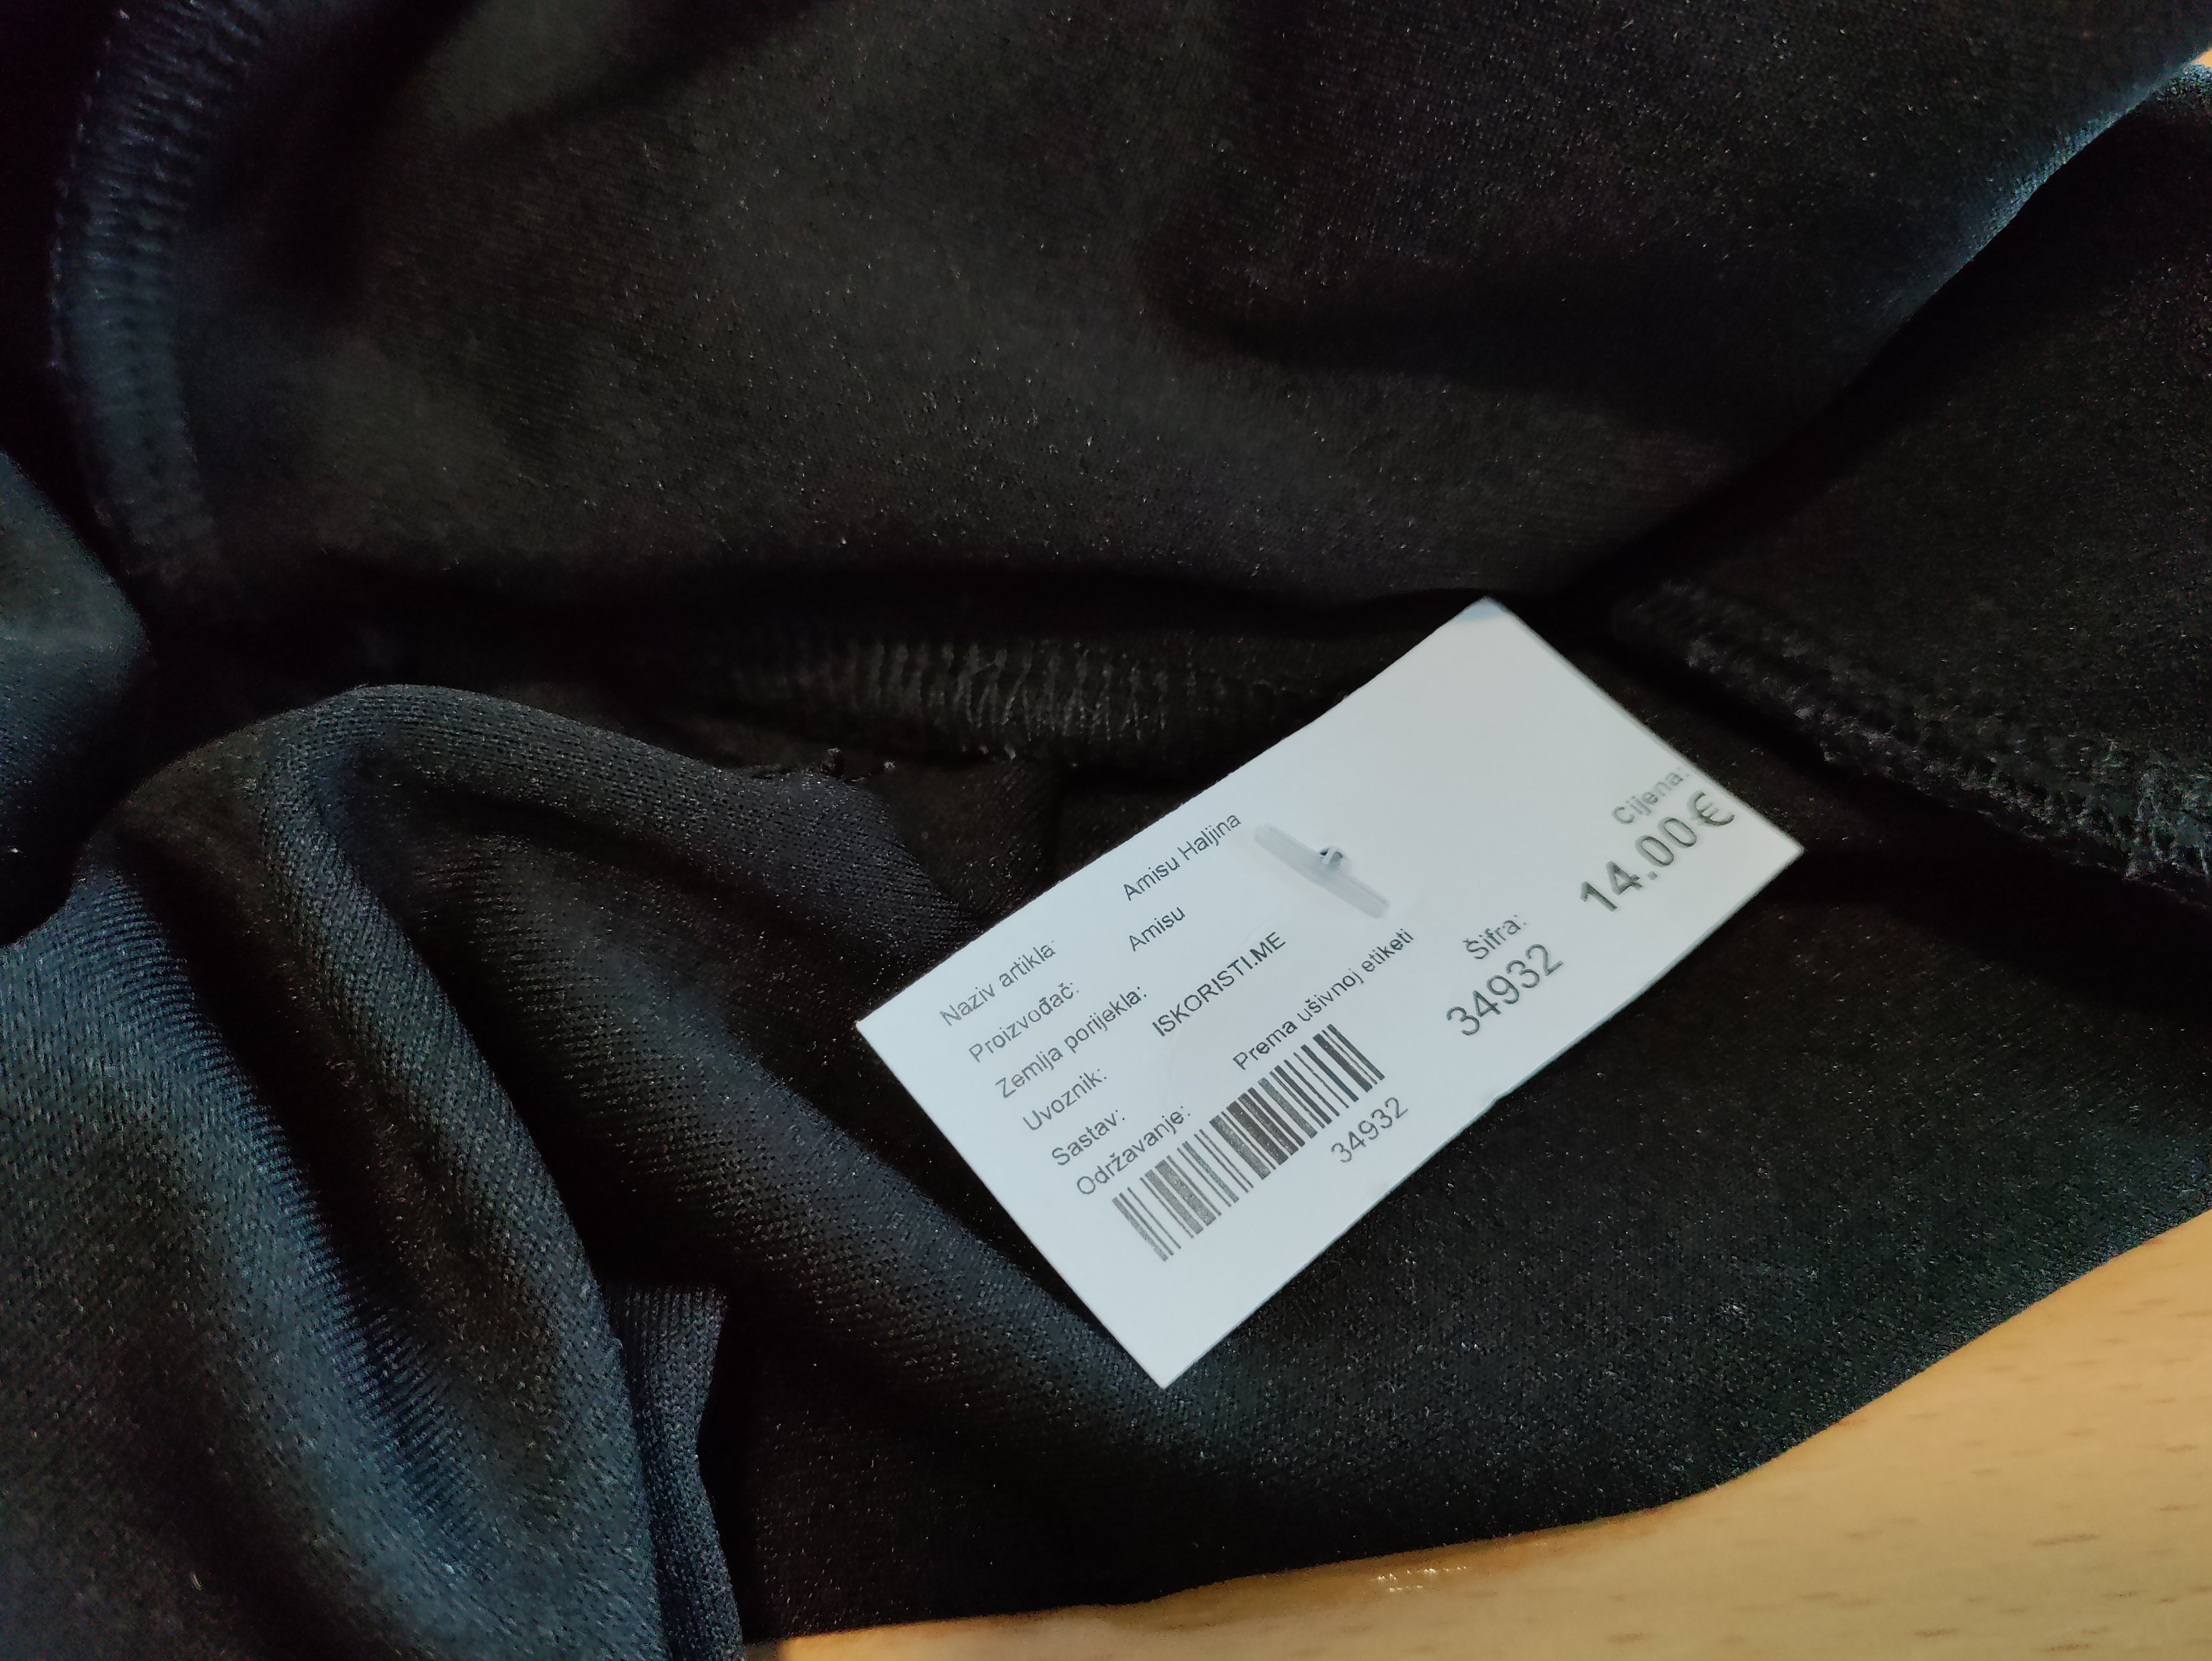 Naziv artikla: Amisu Haljina
Proizvođač: Amisu
Zemlja porijekla:
Uvoznik: ISKORISTI.ME
Sastav:
Održavanje: Prema ušivnoj etiketi
34932
Šifra:
34932
Cijena:
14.00€